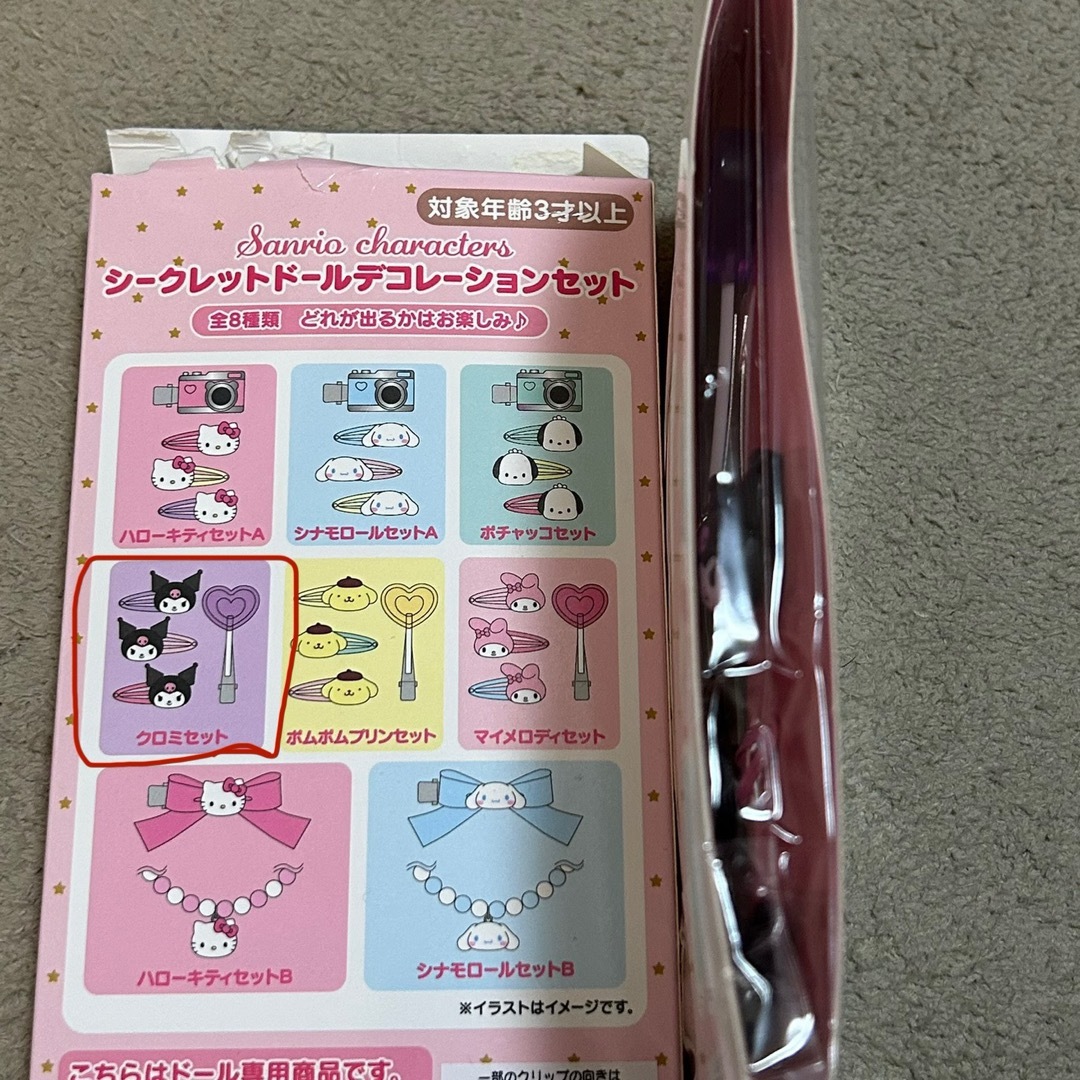 対象年齢3才以上
Sanrio characters
シークレットドールデコレーションセット
全8種類 どれが出るかはお楽しみ♪
ハローキティセットA
シナモロールセットA
ポチャッコセット
クロミセット
ポムポムプリンセット
マイメロディセット
ハローキティセットB
シナモロールセットB
※イラストはイメージです。
こちらはドール専用商品です。
一部のクリップの向きは